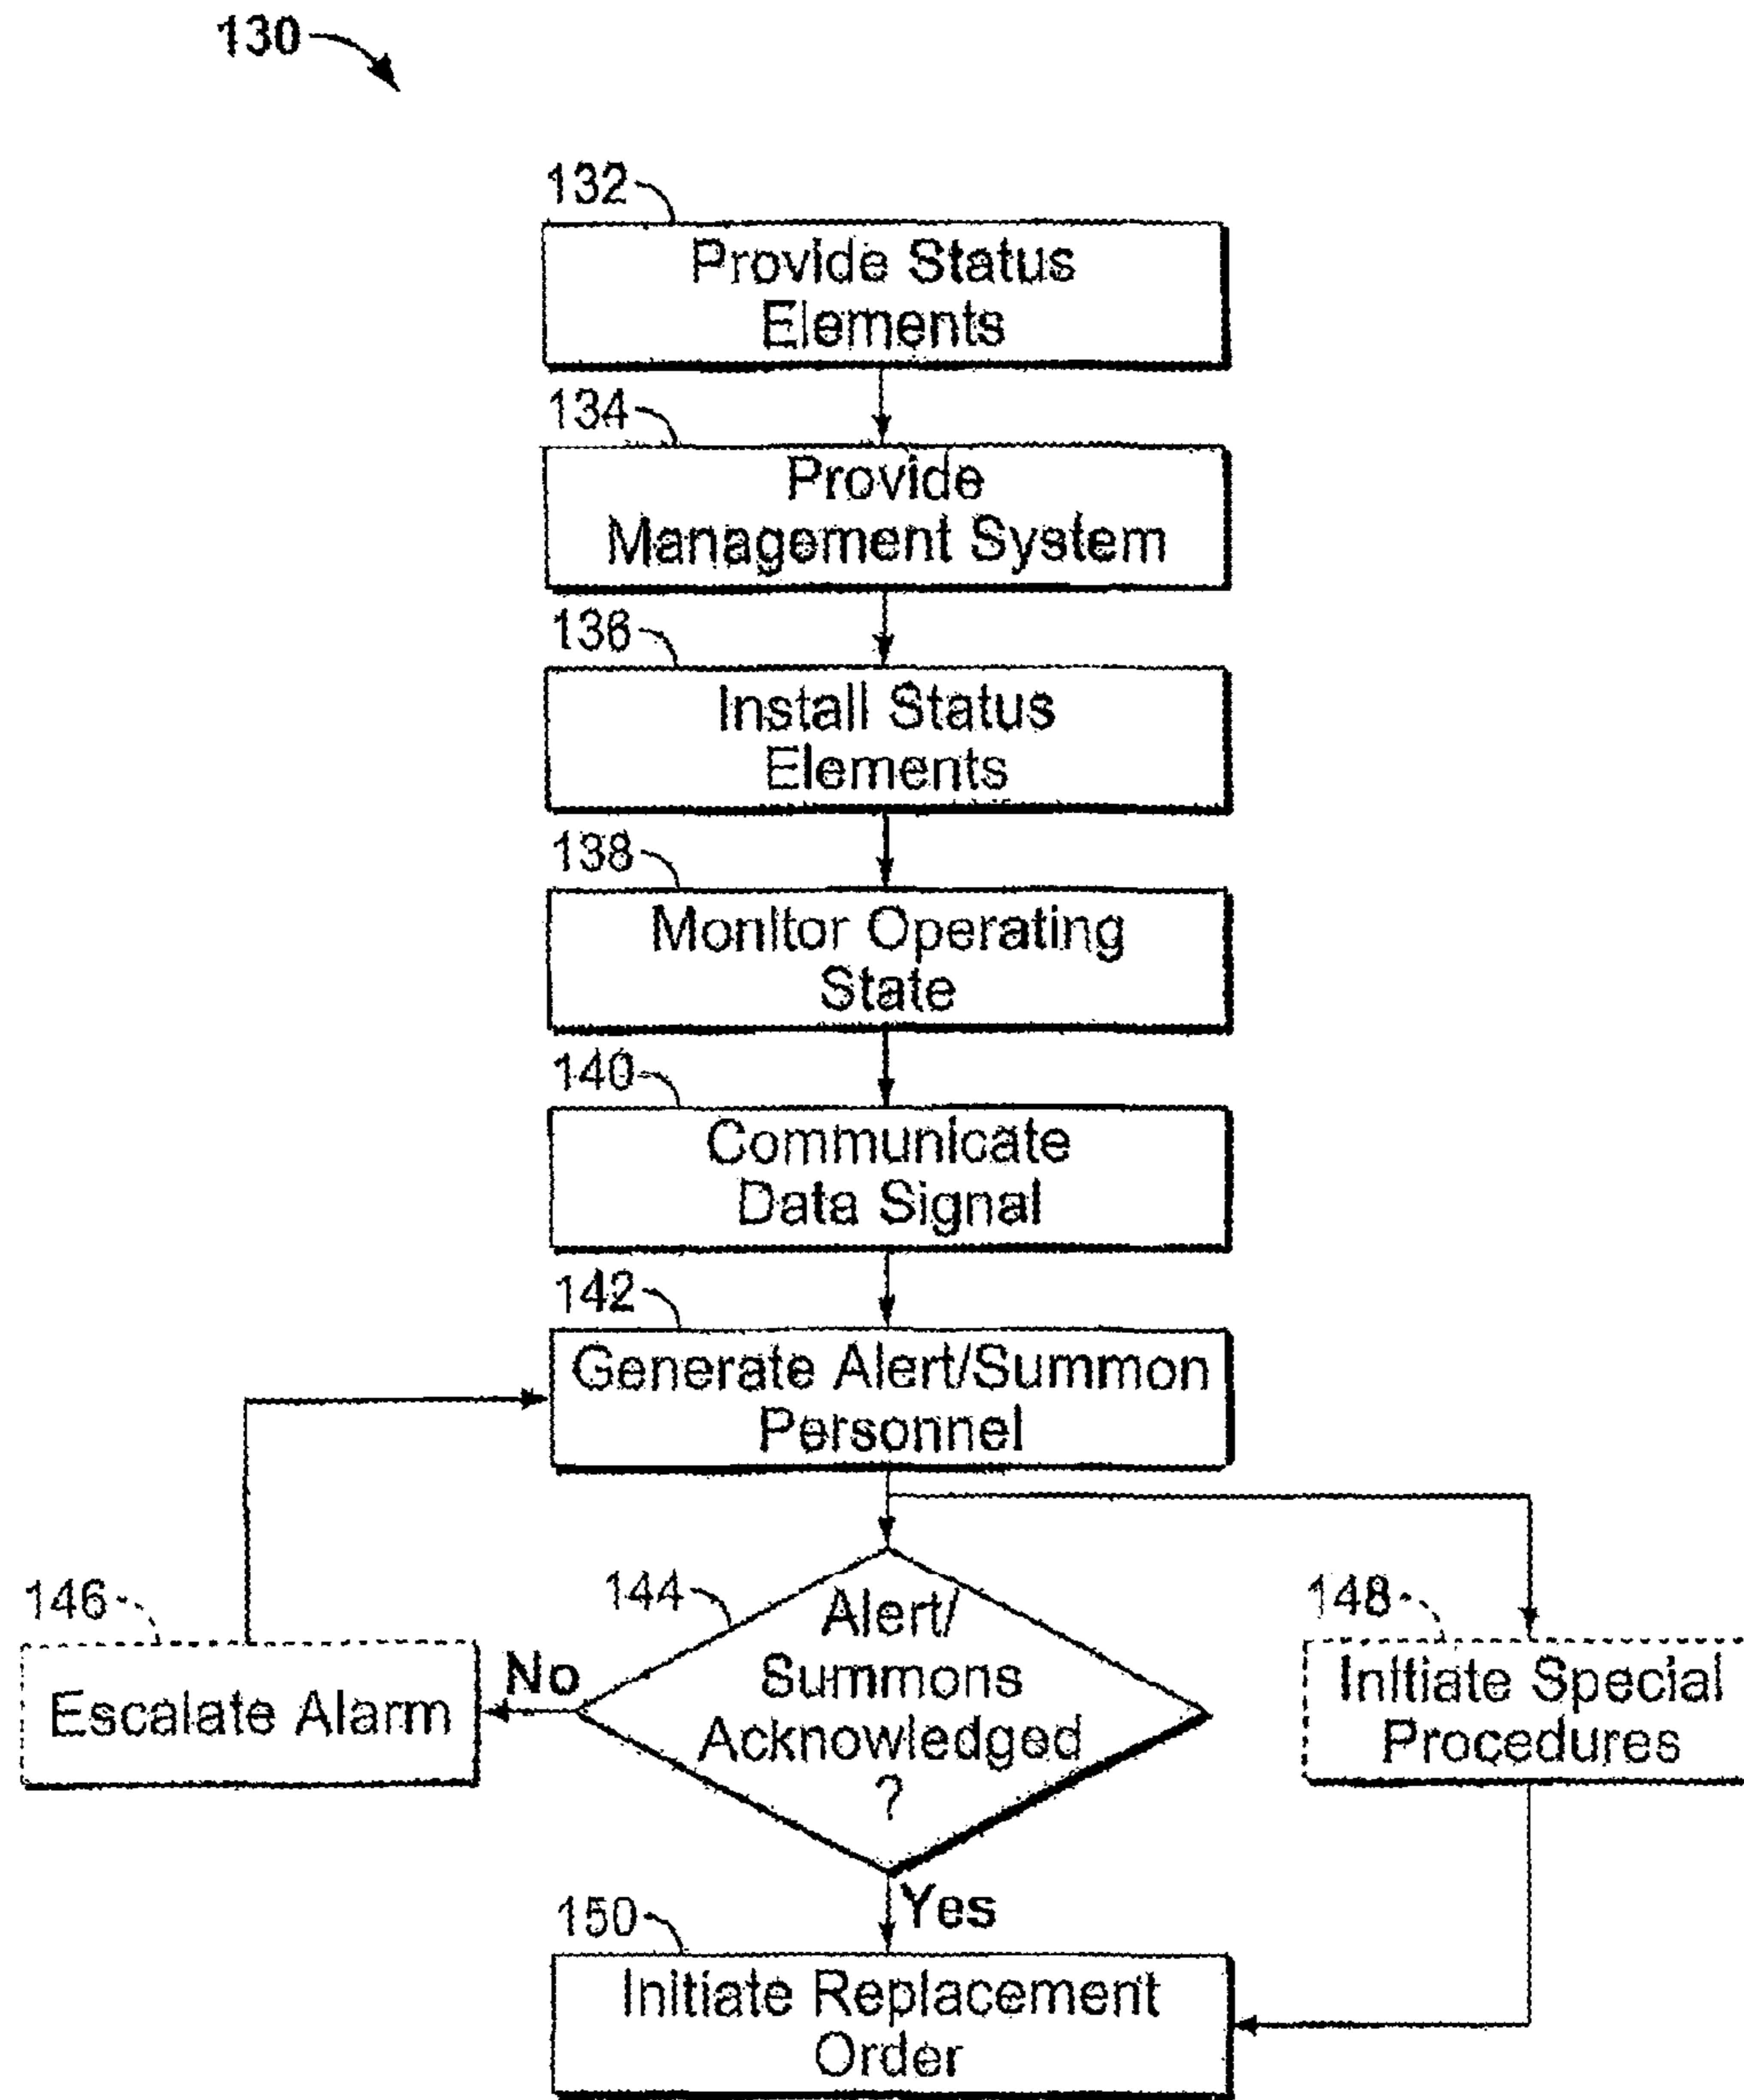 130
132
Provide Status
Elements
134
Provide
Management System
136
Install Status
Elements
138
Monitor Operating
State
140
Communicate
Data Signal
142
Generate Alert/Summon
Personnel
144
Alert/
Summons
Acknowledged
?
No
146
Escalate Alarm
148
Initiate Special
Procedures
Yes
150
Initiate Replacement
Order